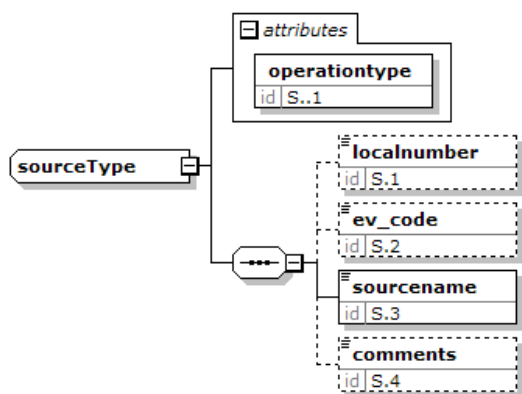 attributes
operationtype
id S..1
sourceType
localnumber
id S.1
ev_code
id S.2
sourcename
id S.3
comments
id S.4